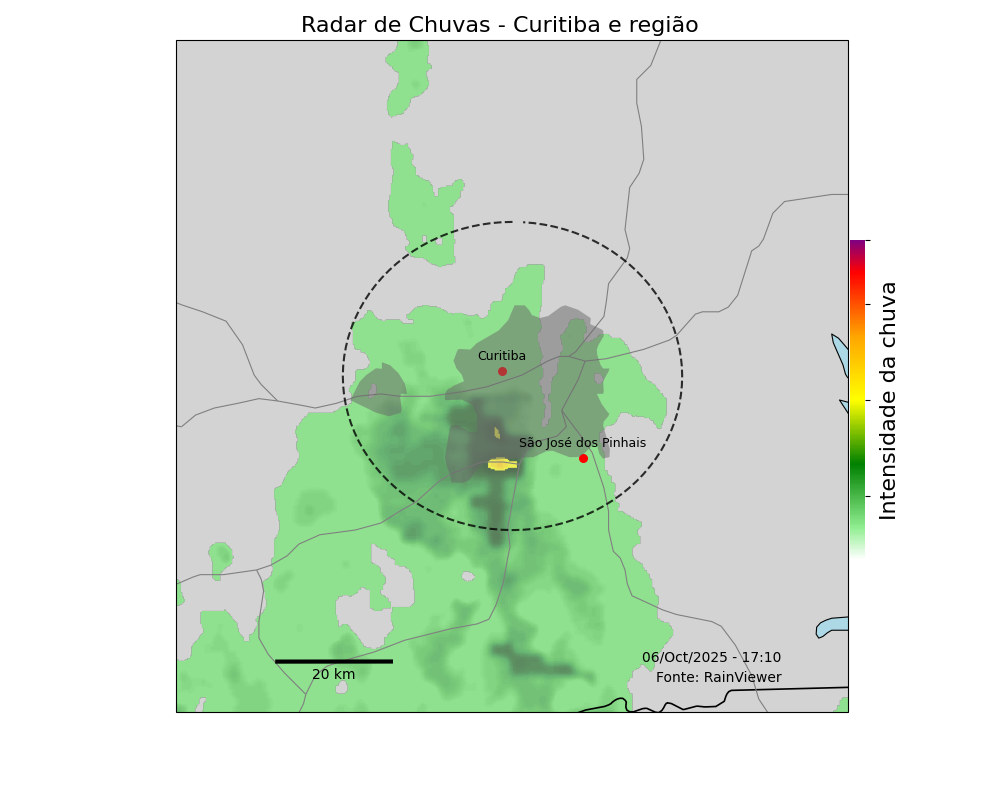 Radar de Chuvas - Curitiba e região
Curitiba
São José dos Pinhais
Intensidade da chuva
06/Oct/2025 - 17:10
20 km
Fonte: RainViewer